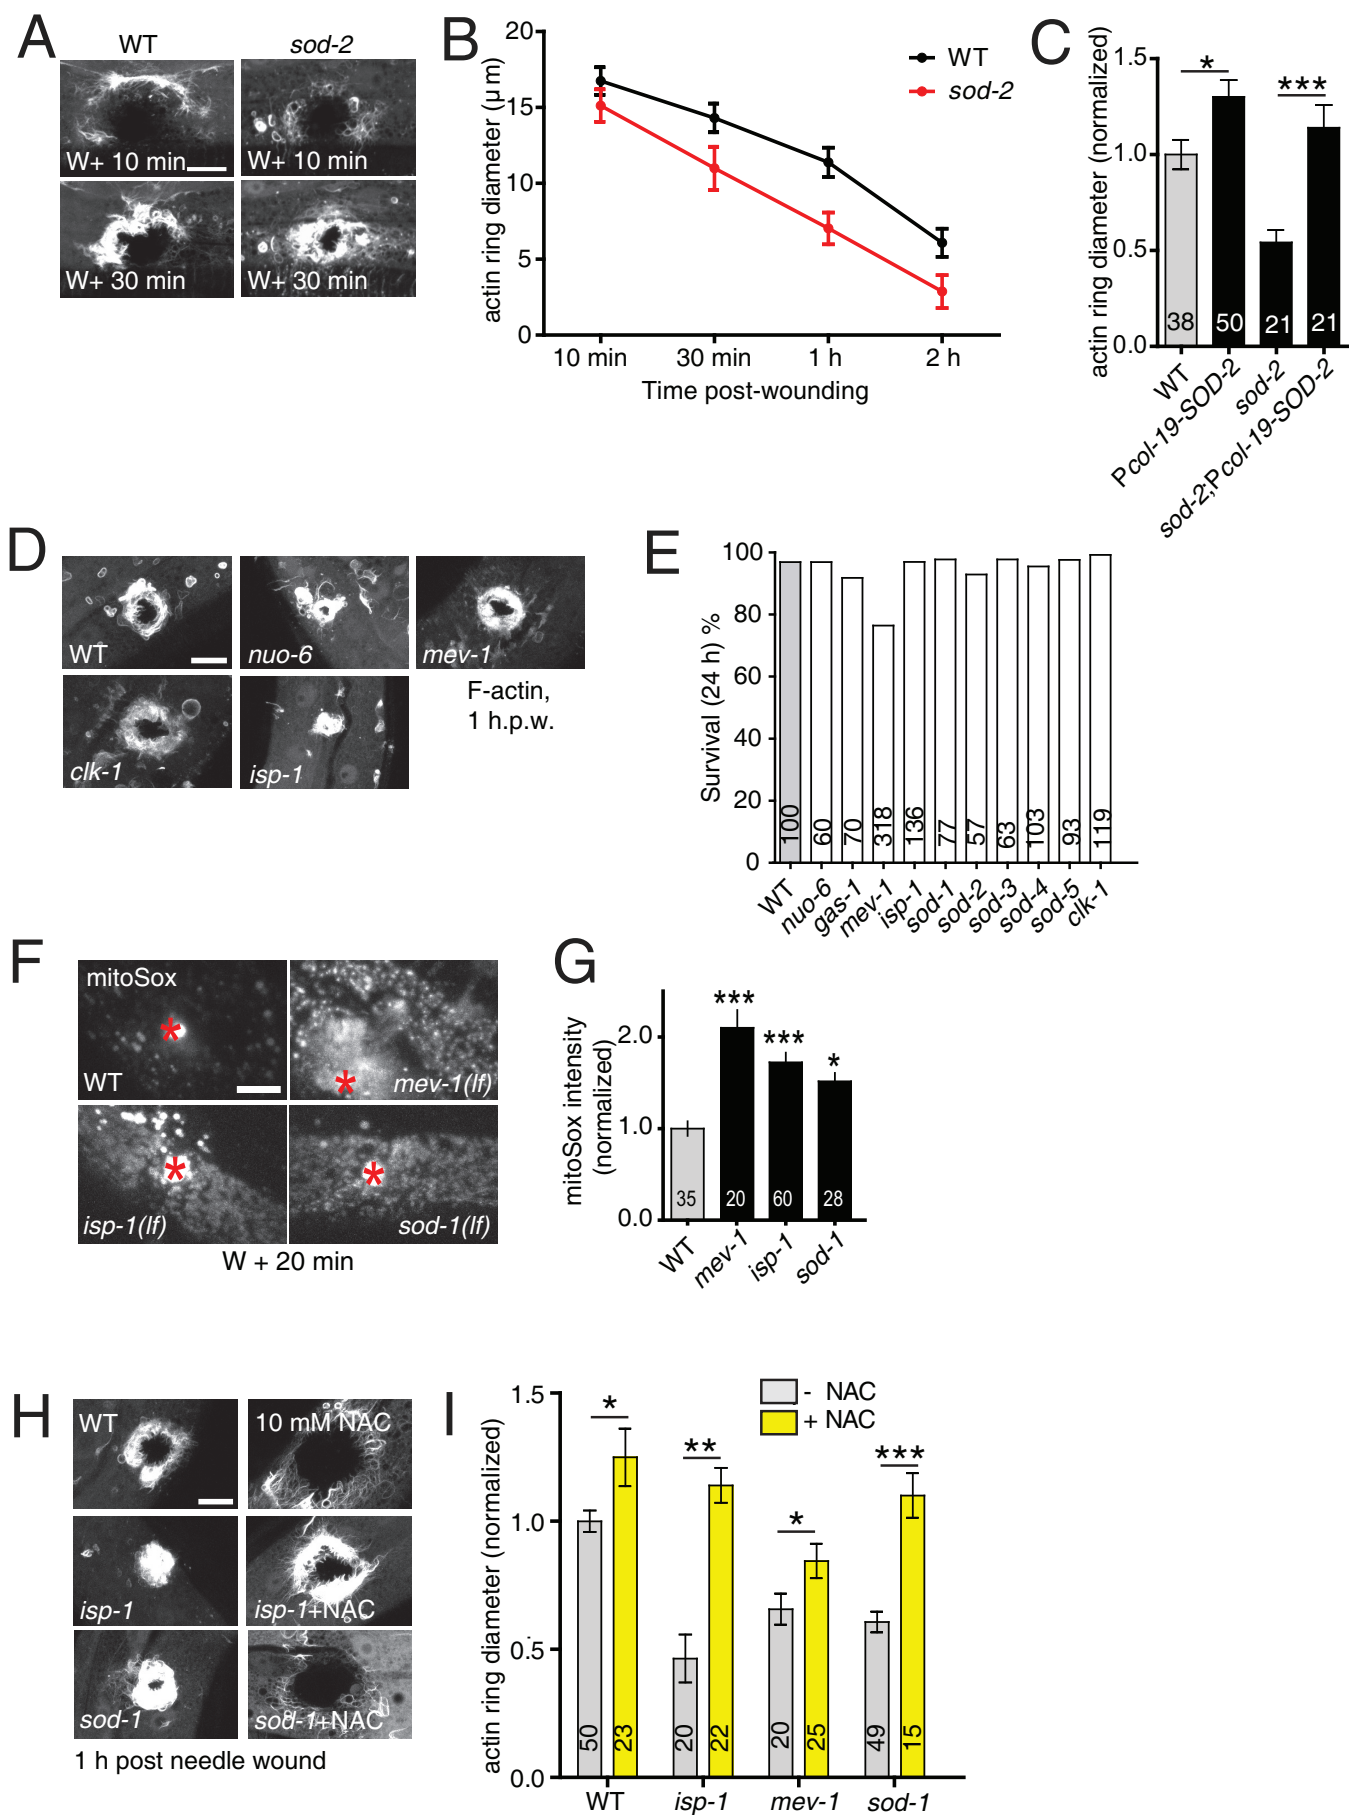 A
WT
sod-2
W+ 10 min
W+ 10 min
W+ 30 min
W+ 30 min
B
actin ring diameter (μm)
20
15
10
5
0
WT
sod-2
10 min
30 min
1 h
2 h
Time post-wounding
C
actin ring diameter (normalized)
1.5
1.0
0.5
0.0
*
***
38
50
21
21
WT
Pcol-19-SOD-2
sod-2
sod-2;Pcol-19-SOD-2
D
WT
nuo-6
mev-1
clk-1
isp-1
F-actin,
1 h.p.w.
E
Survival (24 h) %
100
80
60
40
20
0
100
60
70
318
136
77
57
63
103
93
119
WT
nuo-6
gas-1
mev-1
isp-1
sod-1
sod-2
sod-3
sod-4
sod-5
clk-1
F
mitoSox
*
WT
*
mev-1(lf)
*
isp-1(lf)
*
sod-1(lf)
W + 20 min
G
mitoSox intensity
(normalized)
2.0
1.0
0.0
***
***
*
35
20
60
28
WT
mev-1
isp-1
sod-1
H
WT
10 mM NAC
isp-1
isp-1+NAC
sod-1
sod-1+NAC
1 h post needle wound
I
actin ring diameter (normalized)
1.5
1.0
0.5
0.0
- NAC
+ NAC
*
**
*
***
50
23
20
22
20
25
49
15
WT
isp-1
mev-1
sod-1